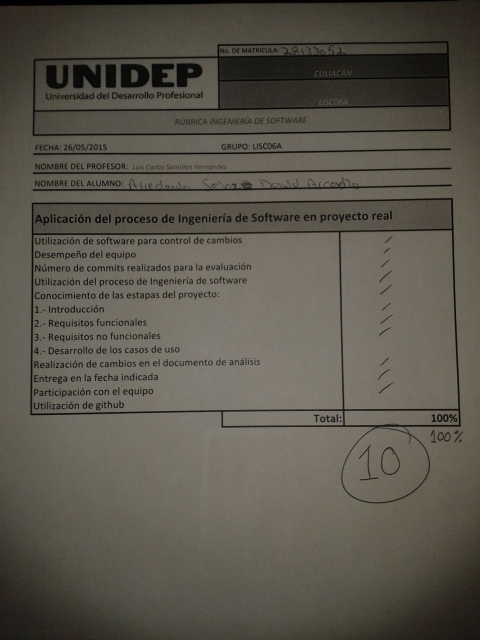 No. DE MATRICULA:
UNIDEP
Universidad del Desarrollo Profesional
CULIACÁN
LISC06A
RÚBRICA INGENIERÍA DE SOFTWARE
FECHA: 26/05/2015 GRUPO: LISC06A
NOMBRE DEL PROFESOR: Luis Carlos Santillán Hernández
NOMBRE DEL ALUMNO: David
Aplicación del proceso de Ingeniería de Software en proyecto real
Utilización de software para control de cambios
Desempeño del equipo
Número de commits realizados para la evaluación
Utilización del proceso de Ingeniería de software
Conocimiento de las estapas del proyecto:
1.- Introducción
2.- Requisitos funcionales
3.- Requisitos no funcionales
4.- Desarrollo de los casos de uso
Realización de cambios en el documento de análisis
Entrega en la fecha indicada
Participación con el equipo
Utilización de github
Total: 100%
100%
10